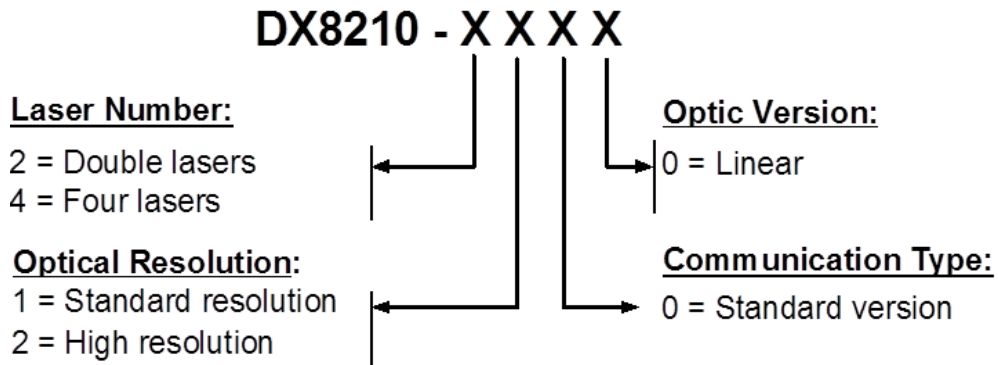 DX8210 - X X X X
Laser Number:
2 = Double lasers
4 = Four lasers
Optical Resolution:
1 = Standard resolution
2 = High resolution
Optic Version:
0 = Linear
Communication Type:
0 = Standard version